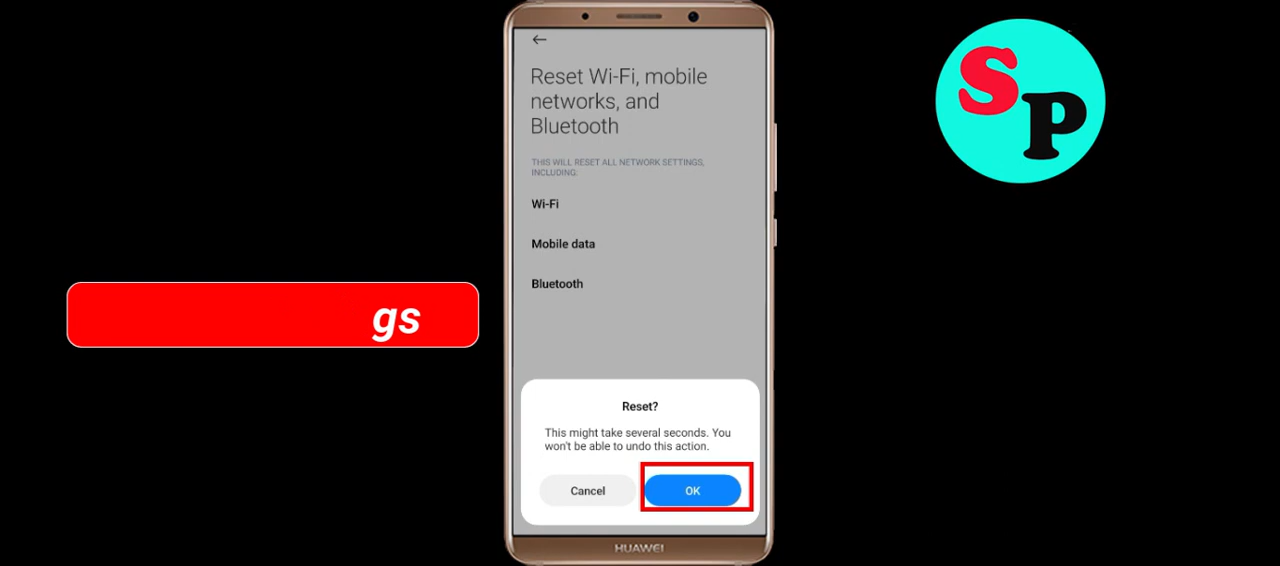 ←
Reset Wi-Fi, mobile
networks, and
Bluetooth
THIS WILL RESET ALL NETWORK SETTINGS,
INCLUDING:
Wi-Fi
Mobile data
Bluetooth
gs
Reset?
This might take several seconds. You
won't be able to undo this action.
Cancel OK
HUAWEI
SP